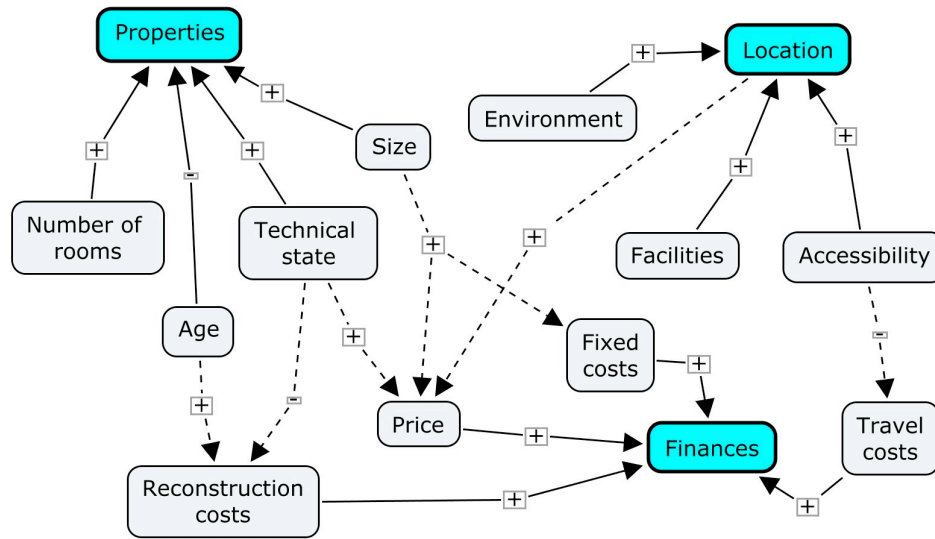 Properties
Location
+
+
Environment
Size
+
-
+
+
+
Number of
rooms
Technical
state
+
+
Facilities
Accessibility
Age
+
Fixed
costs
-
+
+
-
Price
+
Finances
Travel
costs
Reconstruction
costs
+
+